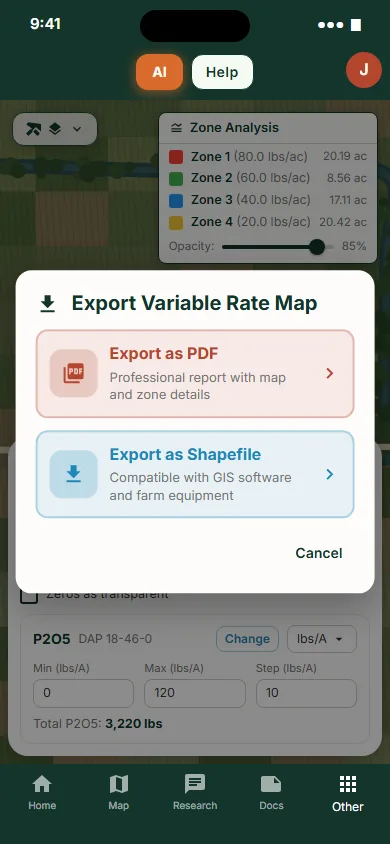 9:41
AI
Help
J
Zone Analysis
Zone 1 (80.0 lbs/ac) 20.19 ac
Zone 2 (60.0 lbs/ac) 8.56 ac
Zone 3 (40.0 lbs/ac) 17.11 ac
Zone 4 (20.0 lbs/ac) 20.42 ac
Opacity: 85%
Export Variable Rate Map
PDF
Export as PDF
Professional report with map
and zone details
Export as Shapefile
Compatible with GIS software
and farm equipment
Cancel
Zeros as transparent
P2O5 DAP 18-46-0 Change lbs/A
Min (lbs/A) Max (lbs/A) Step (lbs/A)
0 120 10
Total P2O5: 3,220 lbs
Home Map Research Docs Other